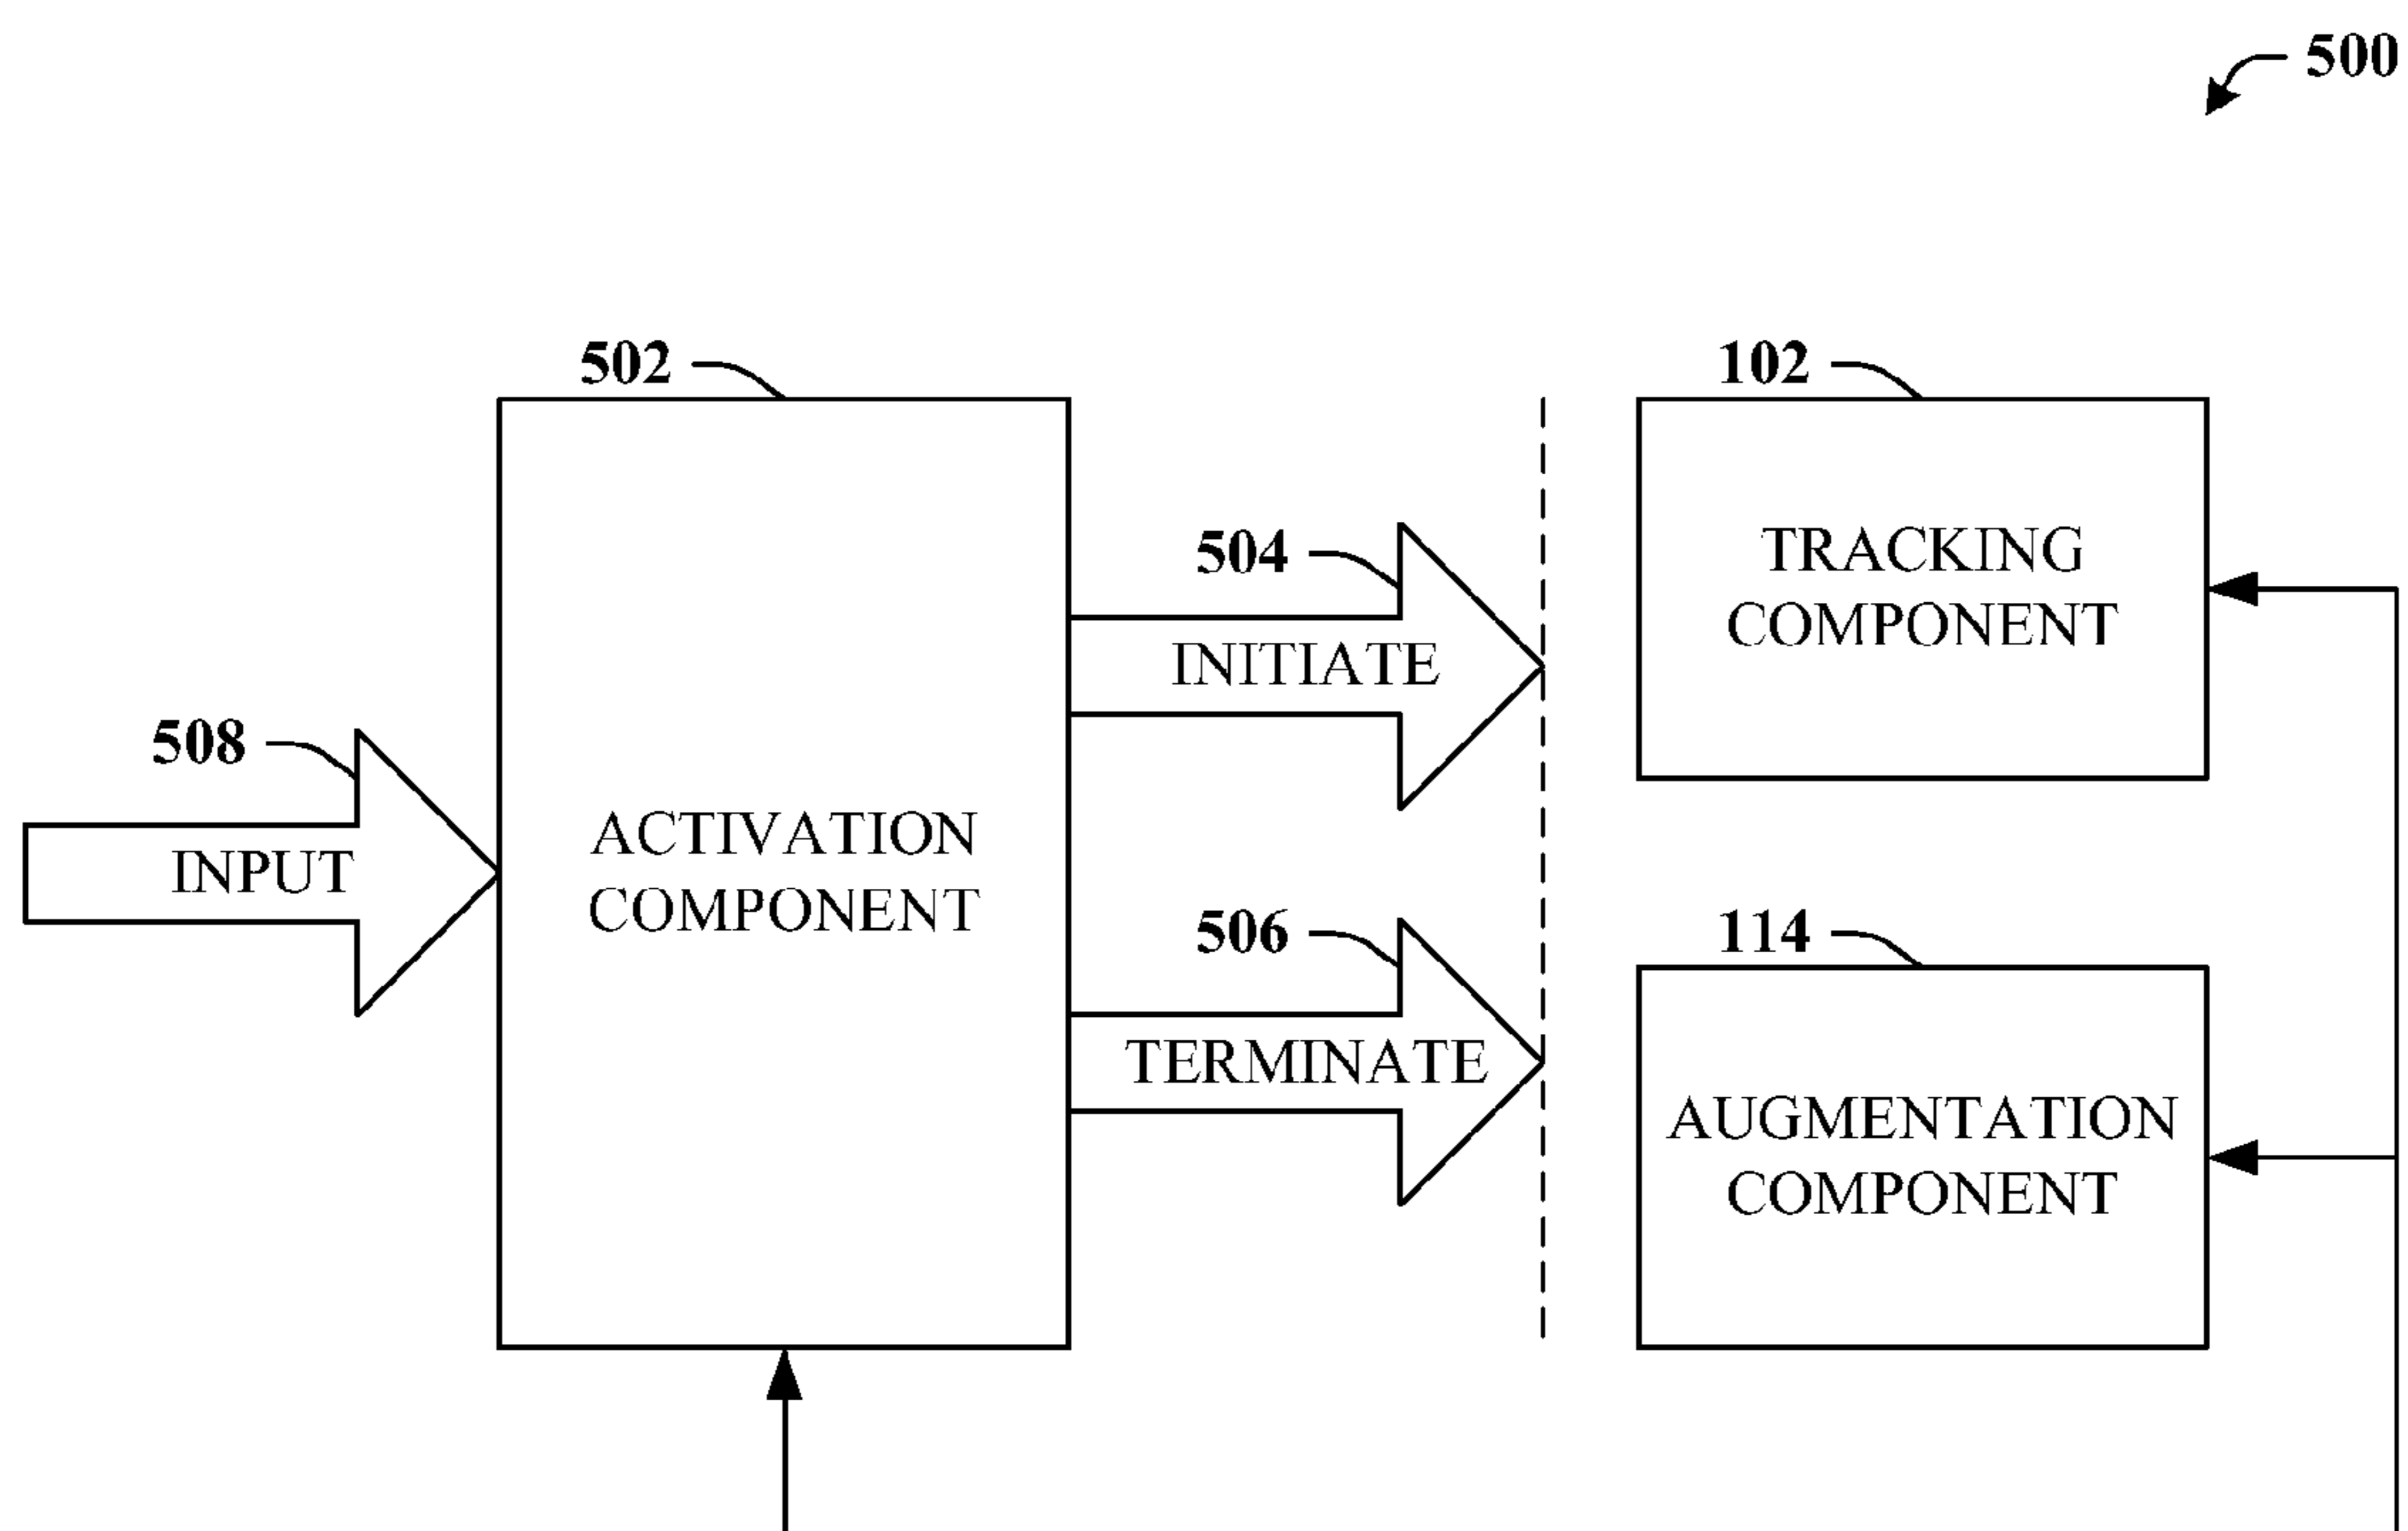 500
502
102
504
TRACKING
COMPONENT
INITIATE
508
ACTIVATION
COMPONENT
INPUT
506
114
TERMINATE
AUGMENTATION
COMPONENT